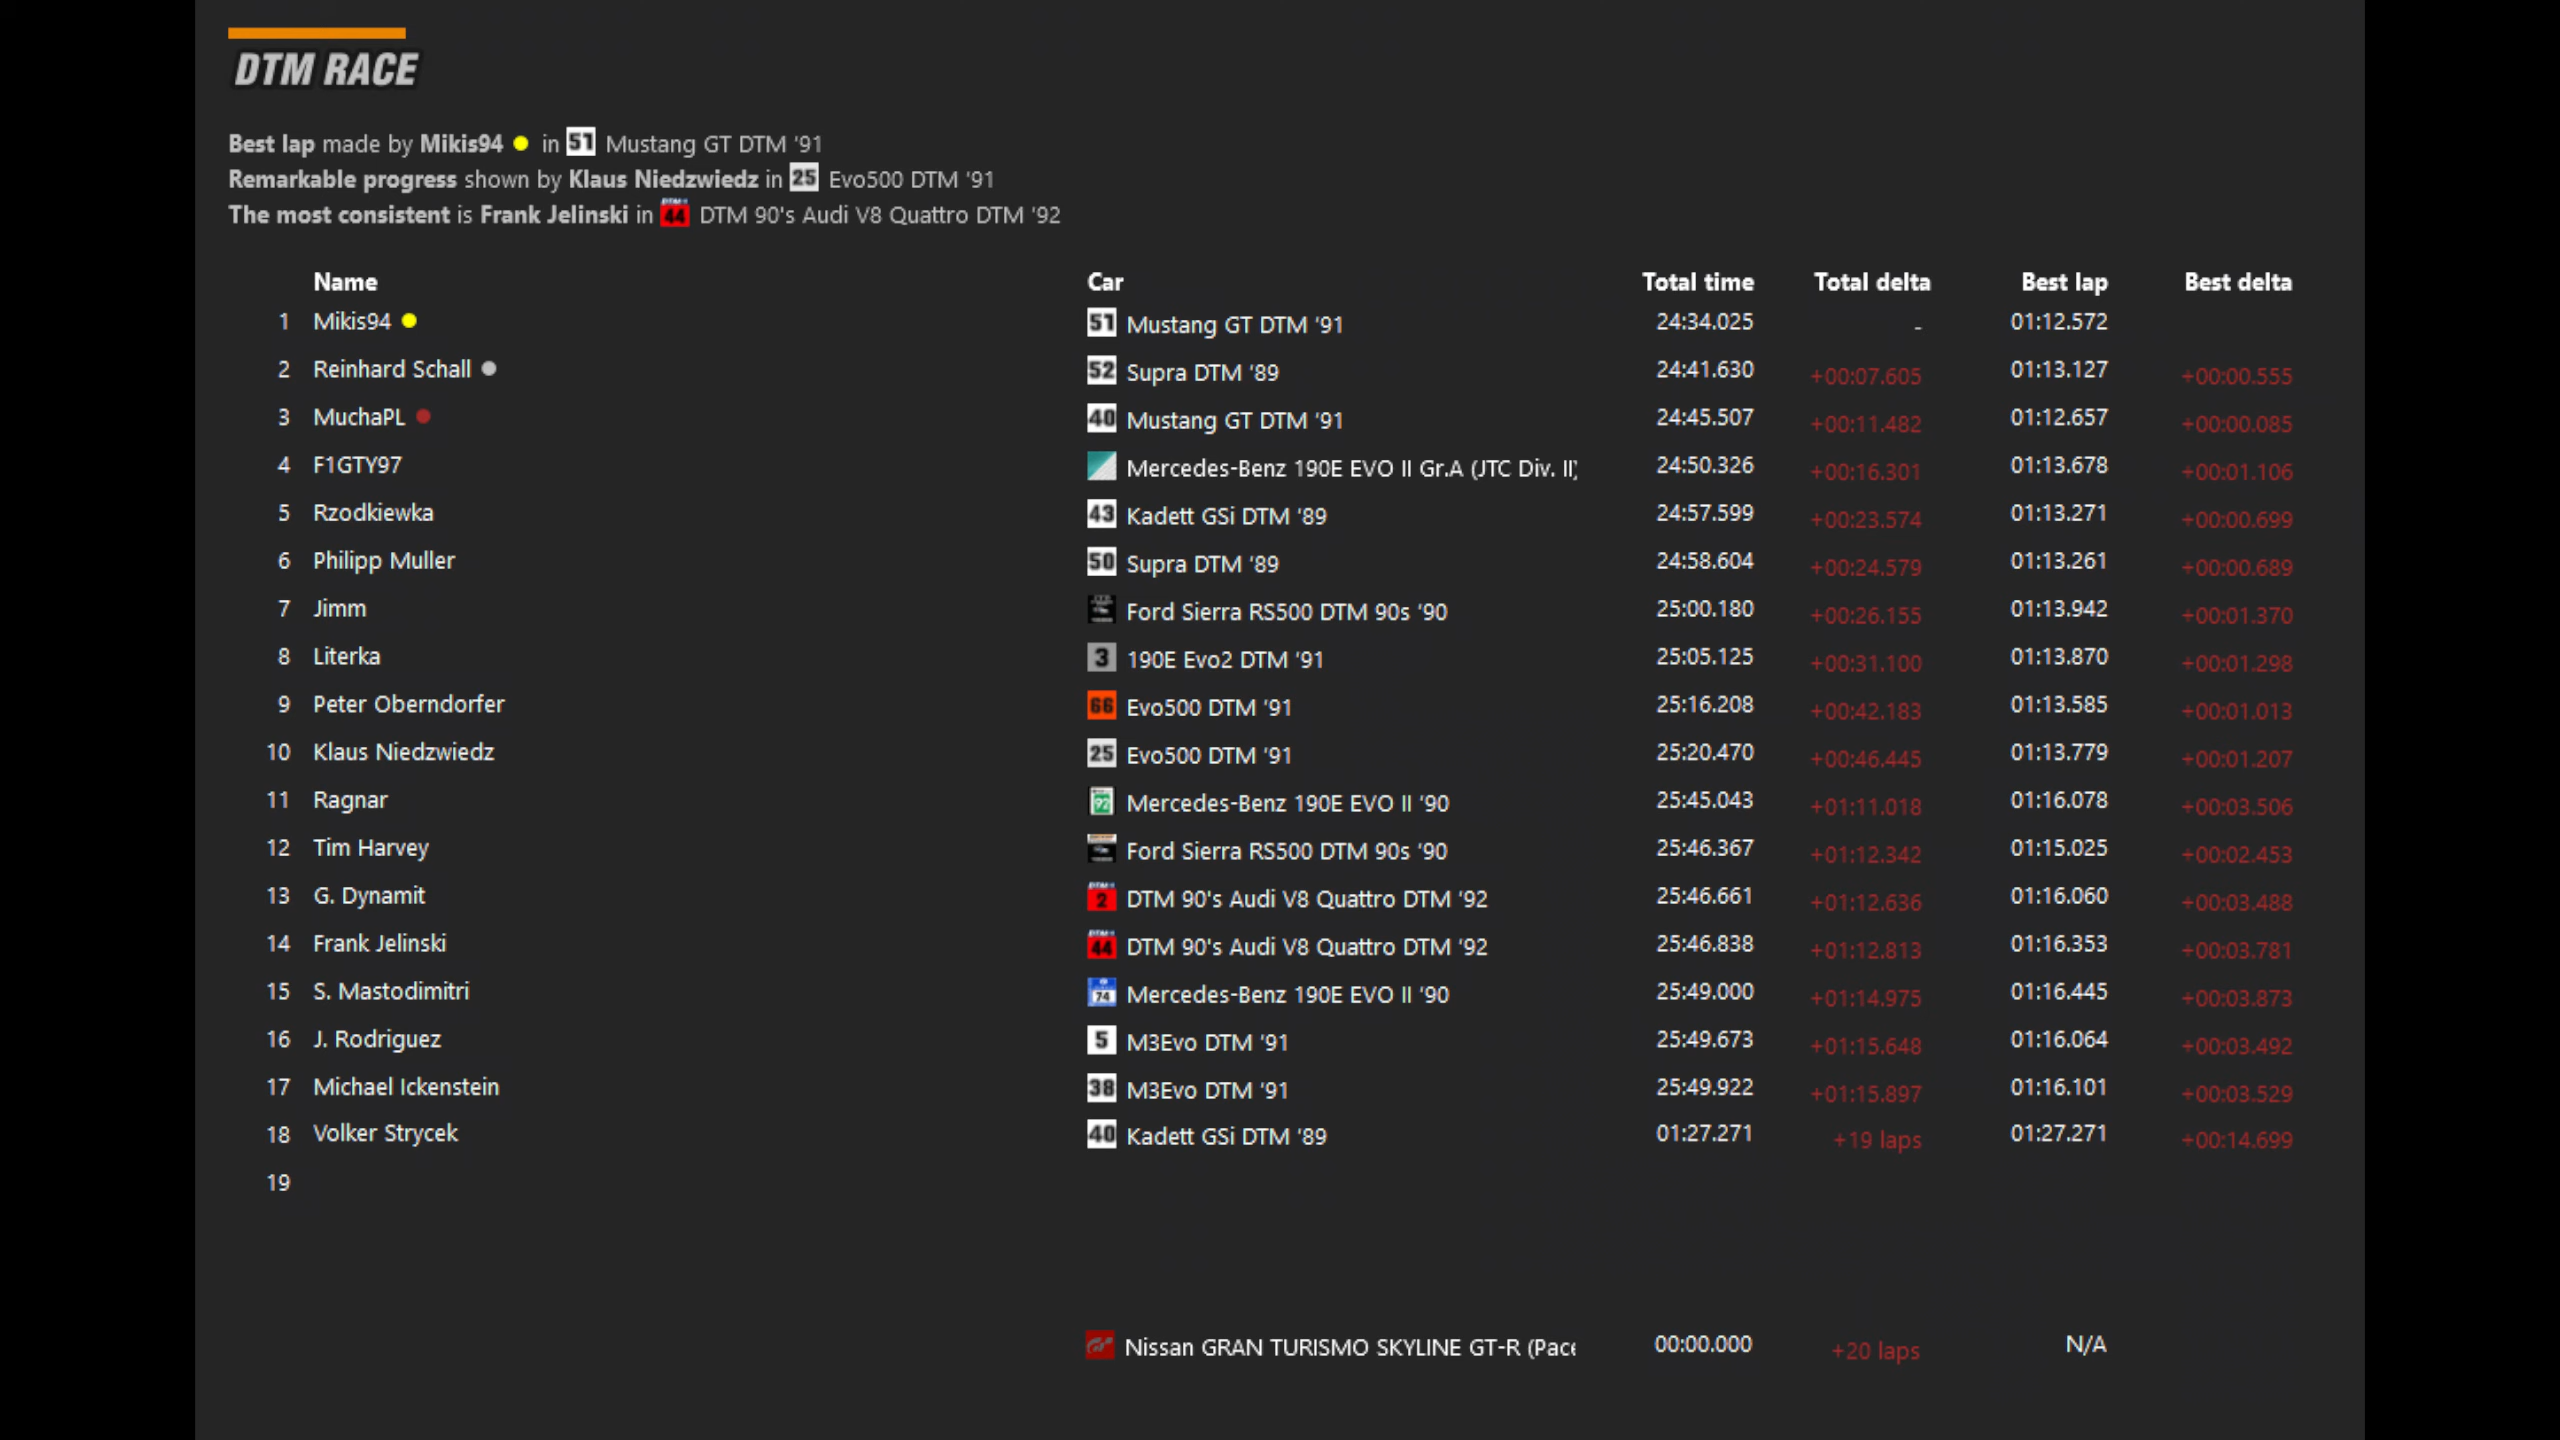 DTM RACE
Best lap made by Mikis94 in 51 Mustang GT DTM '91
Remarkable progress shown by Klaus Niedzwiedz in 25 Evo500 DTM '91
The most consistent is Frank Jelinski in 44 DTM 90's Audi V8 Quattro DTM '92
Name Car Total time Total delta Best lap Best delta
1 Mikis94 51 Mustang GT DTM '91 24:34.025 - 01:12.572
2 Reinhard Schall 52 Supra DTM '89 24:41.630 +00:07.605 01:13.127 +00:00.555
3 MuchaPL 40 Mustang GT DTM '91 24:45.507 +00:11.482 01:12.657 +00:00.085
4 F1GTY97 Mercedes-Benz 190E EVO II Gr.A (JTC Div. II) 24:50.326 +00:16.301 01:13.678 +00:01.106
5 Rzodkiewka 43 Kadett GSi DTM '89 24:57.599 +00:23.574 01:13.271 +00:00.699
6 Philipp Muller 50 Supra DTM '89 24:58.604 +00:24.579 01:13.261 +00:00.689
7 Jimm Ford Sierra RS500 DTM 90s '90 25:00.180 +00:26.155 01:13.942 +00:01.370
8 Literka 3 190E Evo2 DTM '91 25:05.125 +00:31.100 01:13.870 +00:01.298
9 Peter Oberndorfer 66 Evo500 DTM '91 25:16.208 +00:42.183 01:13.585 +00:01.013
10 Klaus Niedzwiedz 25 Evo500 DTM '91 25:20.470 +00:46.445 01:13.779 +00:01.207
11 Ragnar 92 Mercedes-Benz 190E EVO II '90 25:45.043 +01:11.018 01:16.078 +00:03.506
12 Tim Harvey Ford Sierra RS500 DTM 90s '90 25:46.367 +01:12.342 01:15.025 +00:02.453
13 G. Dynamit 2 DTM 90's Audi V8 Quattro DTM '92 25:46.661 +01:12.636 01:16.060 +00:03.488
14 Frank Jelinski 44 DTM 90's Audi V8 Quattro DTM '92 25:46.838 +01:12.813 01:16.353 +00:03.781
15 S. Mastodimitri 74 Mercedes-Benz 190E EVO II '90 25:49.000 +01:14.975 01:16.445 +00:03.873
16 J. Rodriguez 5 M3Evo DTM '91 25:49.673 +01:15.648 01:16.064 +00:03.492
17 Michael Ickenstein 38 M3Evo DTM '91 25:49.922 +01:15.897 01:16.101 +00:03.529
18 Volker Strycek 40 Kadett GSi DTM '89 01:27.271 +19 laps 01:27.271 +00:14.699
19
Nissan GRAN TURISMO SKYLINE GT-R (Pace 00:00.000 +20 laps N/A